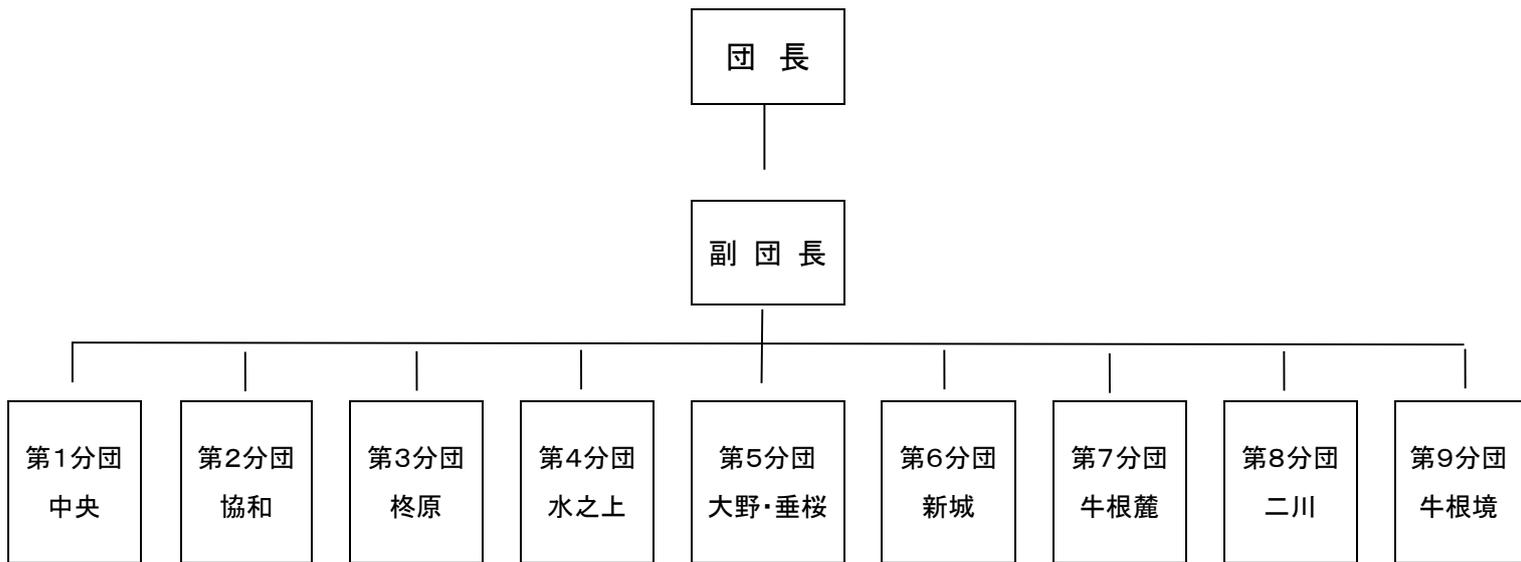 団 長
副 団 長
第1分団
中央
第2分団
協和
第3分団
柊原
第4分団
水之上
第5分団
大野・垂桜
第6分団
新城
第7分団
牛根麓
第8分団
二川
第9分団
牛根境